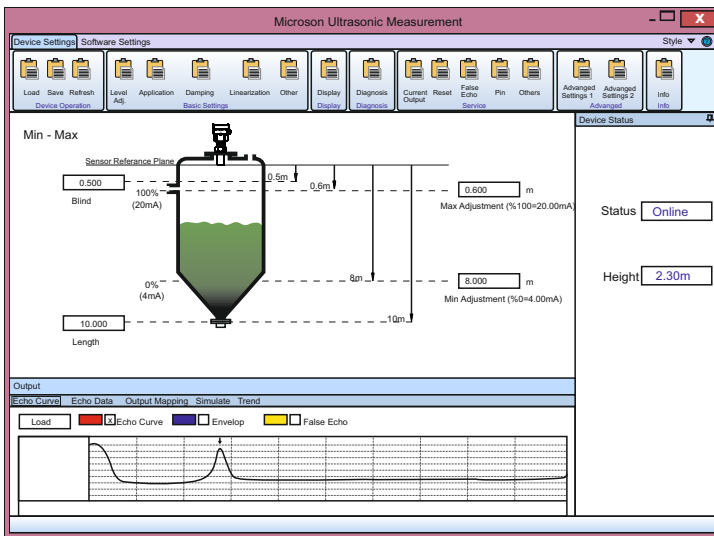 Microson Ultrasonic Measurement
X
Device Settings Software Settings Style
Load Save Refresh Level Adj. Application Damping Linearization Other Display Diagnosis Current Output Reset False Echo Pin Others Advanced Settings 1 Advanced Settings 2 Info
Device Operation Basic Settings Display Diagnosis Service Advanced Info
Device Status
Min - Max
Sensor Referance Plane
0.500
Blind
0.5m
0.6m
100%
(20mA)
0.600 m
Max Adjustment (%100=20.00mA)
Status Online
Height 2.30m
0%
(4mA)
8m
8.000 m
Min Adjustment (%0=4.00mA)
10.000
Length
10m
Output
Echo Curve Echo Data Output Mapping Simulate Trend
Load X Echo Curve Envelop False Echo